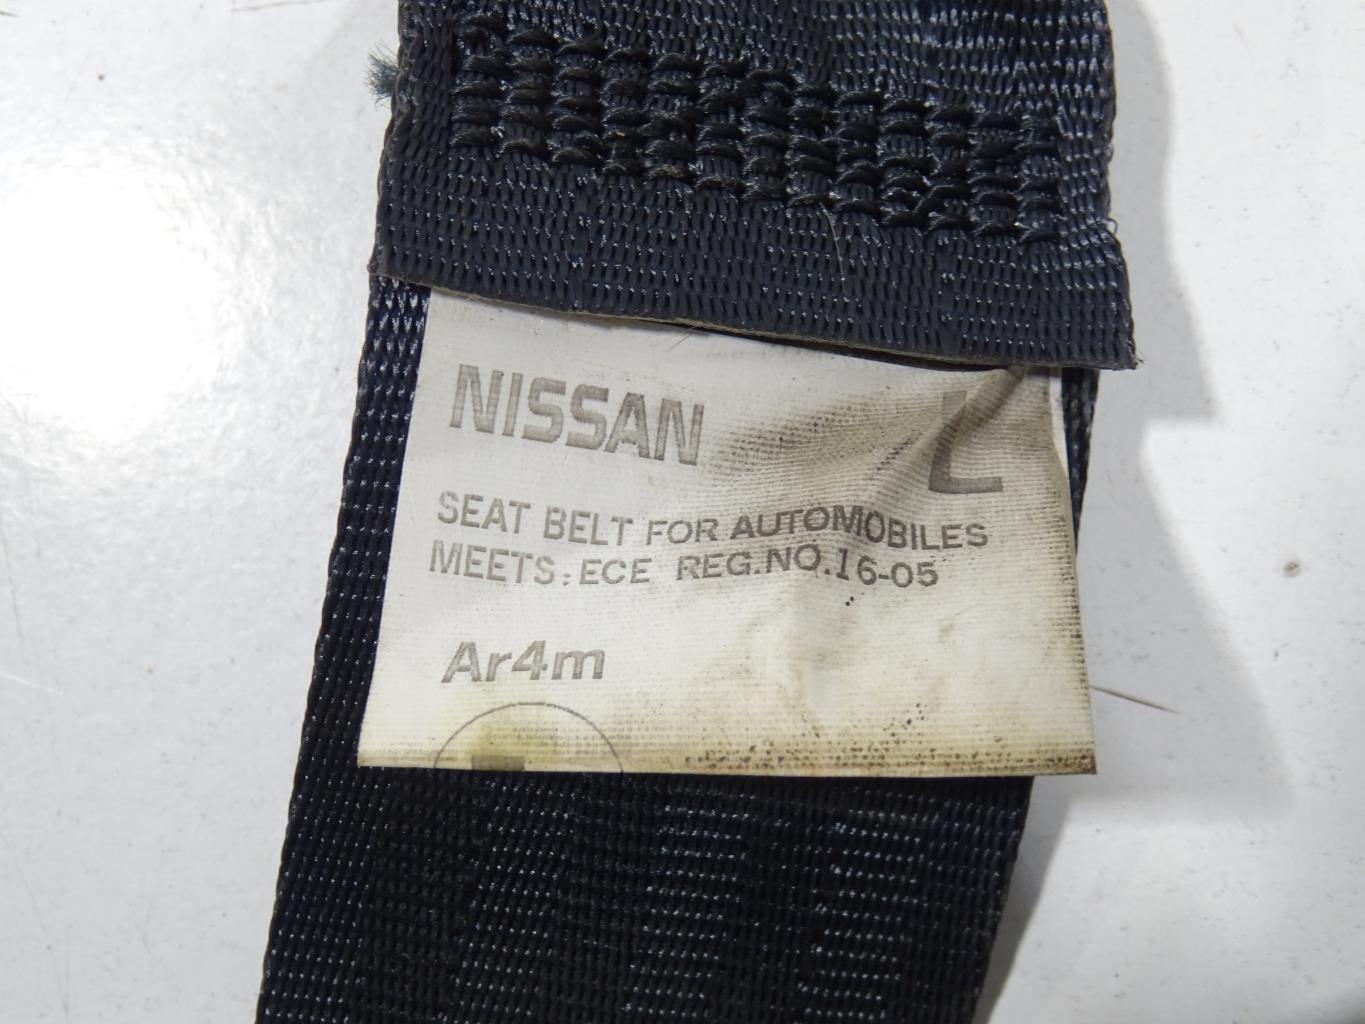 NISSAN L
SEAT BELT FOR AUTOMOBILES
MEETS: ECE REG.NO.16-05
Ar4m